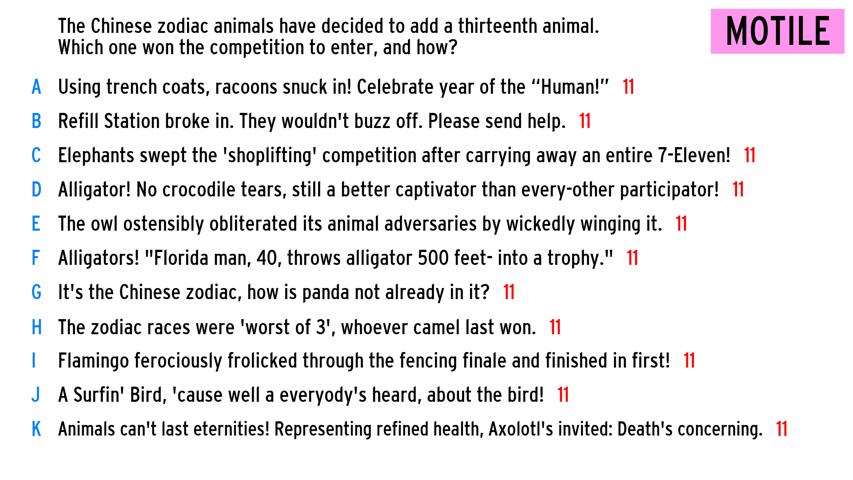 The Chinese zodiac animals have decided to add a thirteenth animal.
Which one won the competition to enter, and how?
MOTILE
A Using trench coats, racoons snuck in! Celebrate year of the “Human!” 11
B Refill Station broke in. They wouldn't buzz off. Please send help. 11
C Elephants swept the 'shoplifting' competition after carrying away an entire 7-Eleven! 11
D Alligator! No crocodile tears, still a better captivator than every-other participator! 11
E The owl ostensibly obliterated its animal adversaries by wickedly winging it. 11
F Alligators! "Florida man, 40, throws alligator 500 feet- into a trophy." 11
G It's the Chinese zodiac, how is panda not already in it? 11
H The zodiac races were 'worst of 3', whoever camel last won. 11
I Flamingo ferociously frolicked through the fencing finale and finished in first! 11
J A Surfin' Bird, 'cause well a everyody's heard, about the bird! 11
K Animals can't last eternities! Representing refined health, Axolotl's invited: Death's concerning. 11